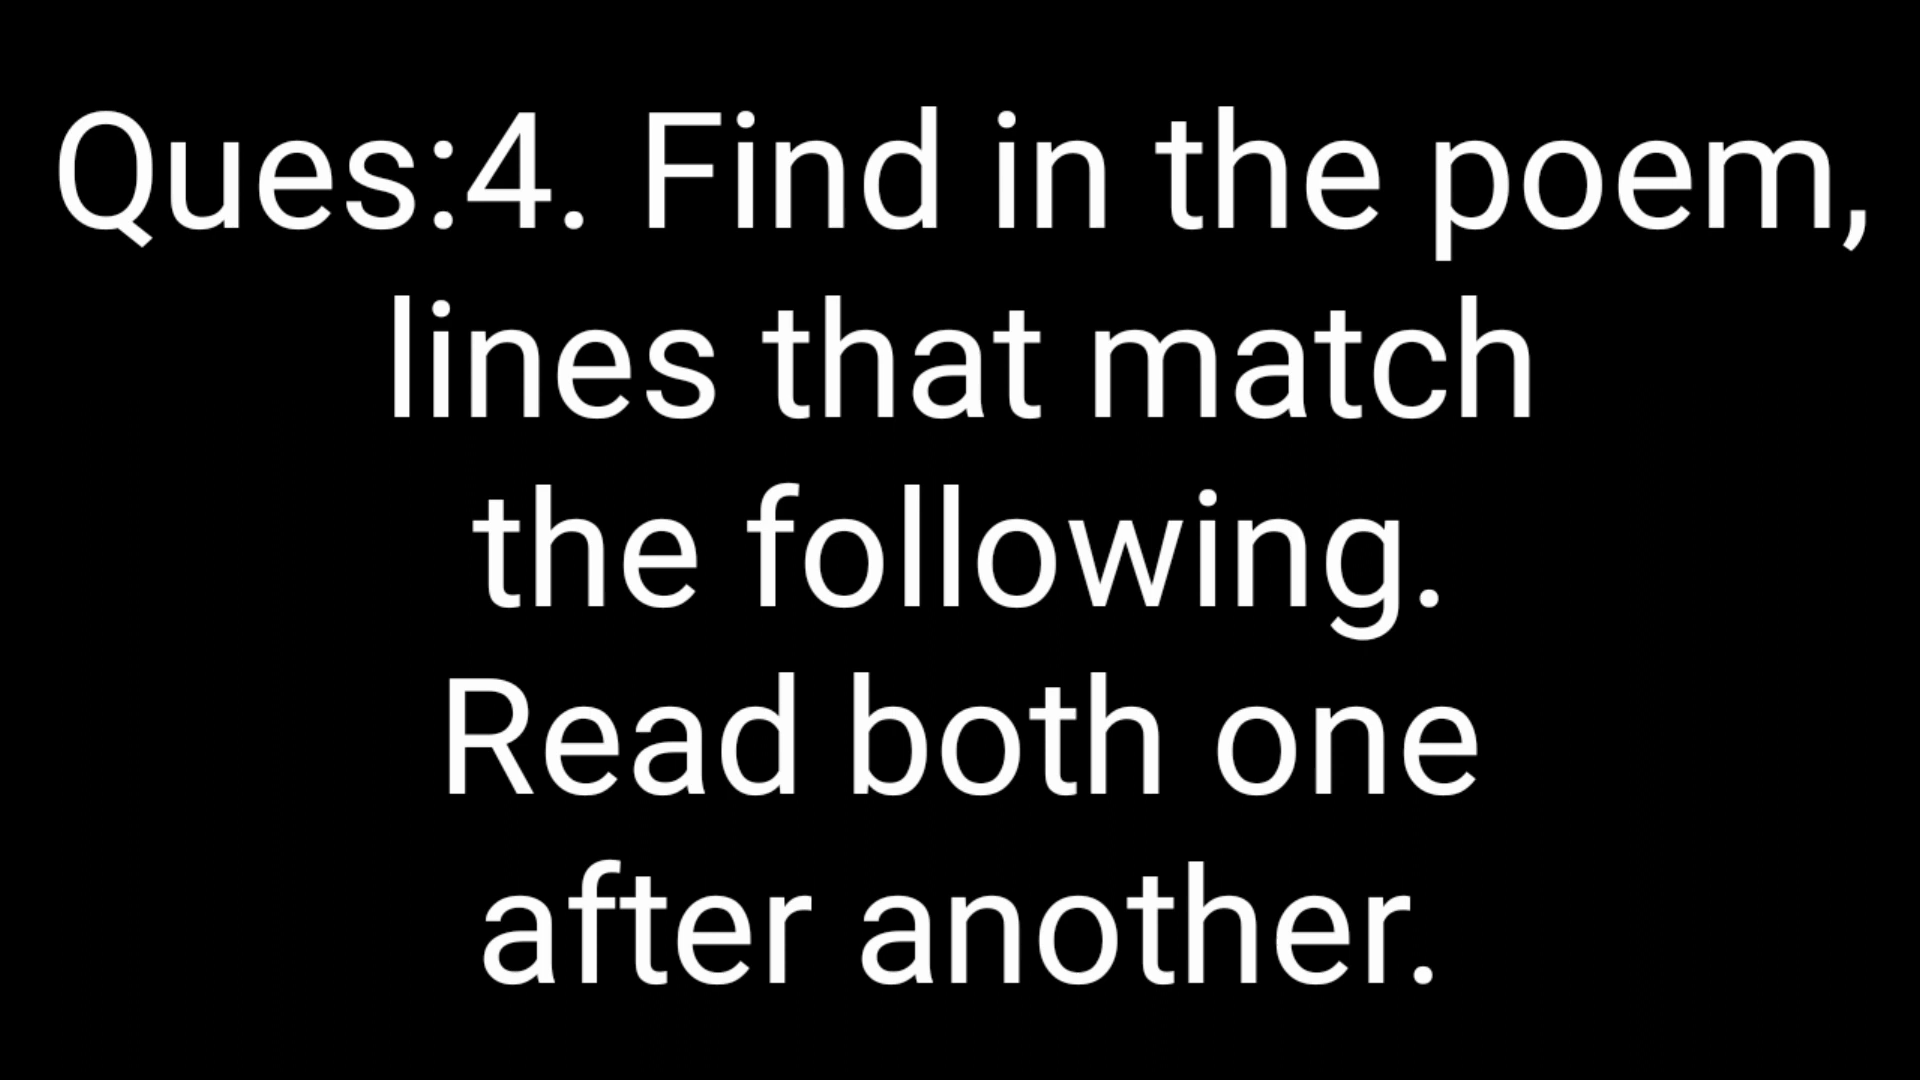 Ques:4. Find in the poem,
lines that match
the following.
Read both one
after another.